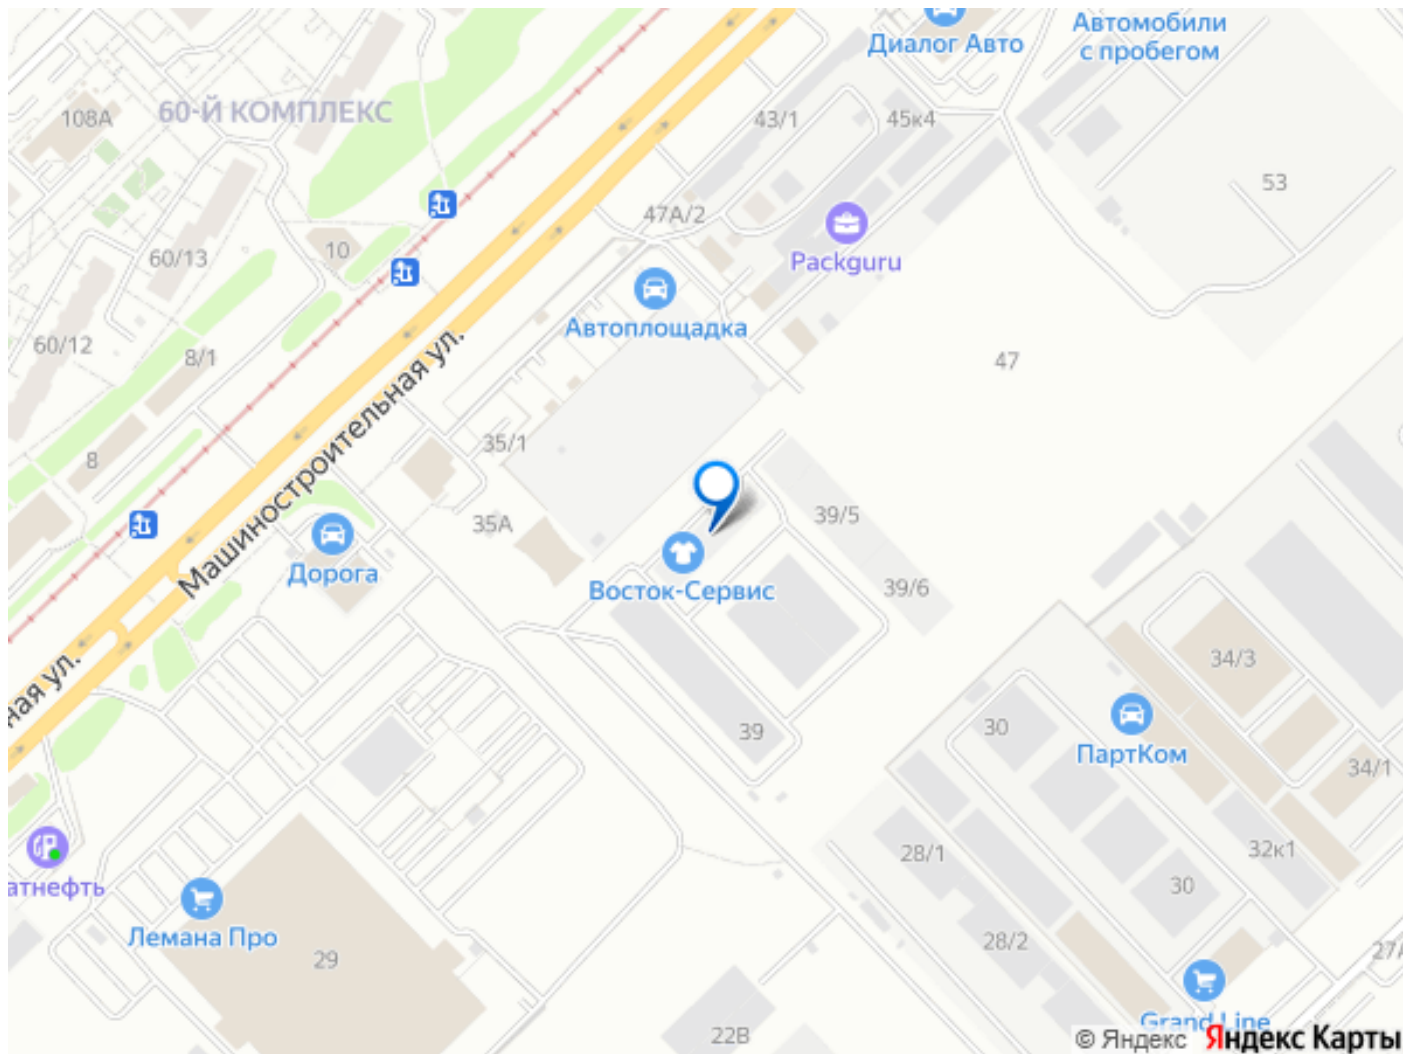 Автомобили
с пробегом
Диалог Авто
60-Й КОМПЛЕКС
108А
43/1
45к4
53
47А/2
10
60/13
Packguru
Автоплощадка
60/12
8/1
47
Машиностроительная ул.
35/1
8
35А
39/5
Дорога
Восток-Сервис
39/6
34/3
ная ул.
39
30
ПартКом
34/1
28/1
32к1
атнефть
30
Лемана Про
28/2
29
27А
Grand Line
22В
© Яндекс Яндекс Карты